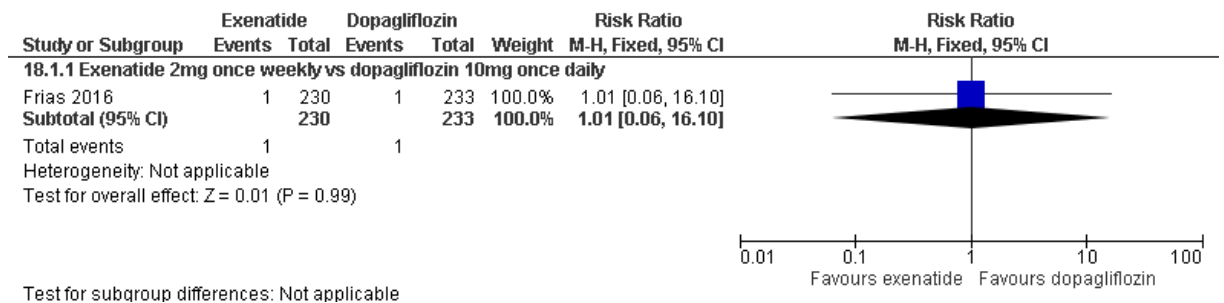 Exenatide Dopagliflozin Risk Ratio Risk Ratio
Study or Subgroup Events Total Events Total Weight M-H, Fixed, 95% CI M-H, Fixed, 95% CI
18.1.1 Exenatide 2mg once weekly vs dopagliflozin 10mg once daily
Frias 2016 1 230 1 233 100.0% 1.01 [0.06, 16.10]
Subtotal (95% CI) 230 233 100.0% 1.01 [0.06, 16.10]
Total events 1 1
Heterogeneity: Not applicable
Test for overall effect: Z = 0.01 (P = 0.99)
0.01 0.1 1 10 100
Favours exenatide Favours dopagliflozin
Test for subgroup differences: Not applicable